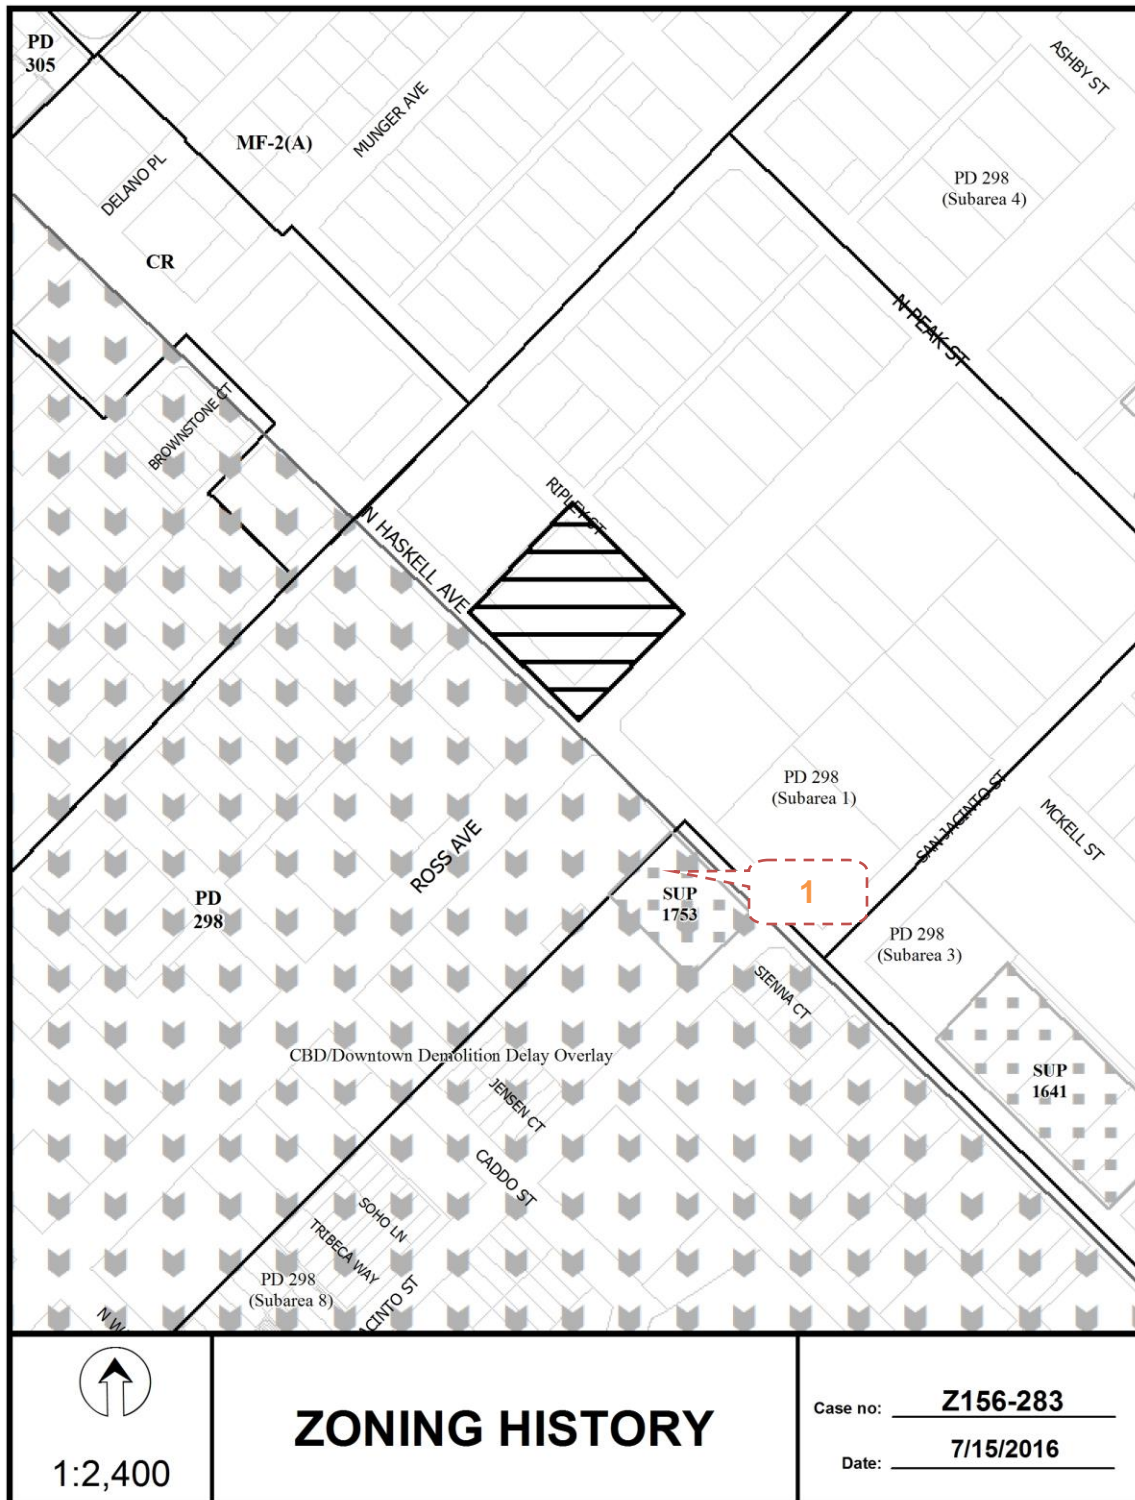 PD
305
ASHBY ST
MUNGER AVE
MF-2(A)
DELANO PL
PD 298
(Subarea 4)
CR
N PEAK ST
BROWNSTONE CT
RIPLEY ST
N HASKELL AVE
PD 298
(Subarea 1)
SAN JACINTO ST
MCKELL ST
ROSS AVE
PD
298
SUP
1753
1
PD 298
(Subarea 3)
SIENNA CT
CBD/Downtown Demolition Delay Overlay
SUP
1641
JENSEN CT
CADDO ST
SOHO LN
TRIBECA WAY
PD 298
(Subarea 8)
ACINTO ST
N W
1:2,400
ZONING HISTORY
Case no: Z156-283
Date: 7/15/2016